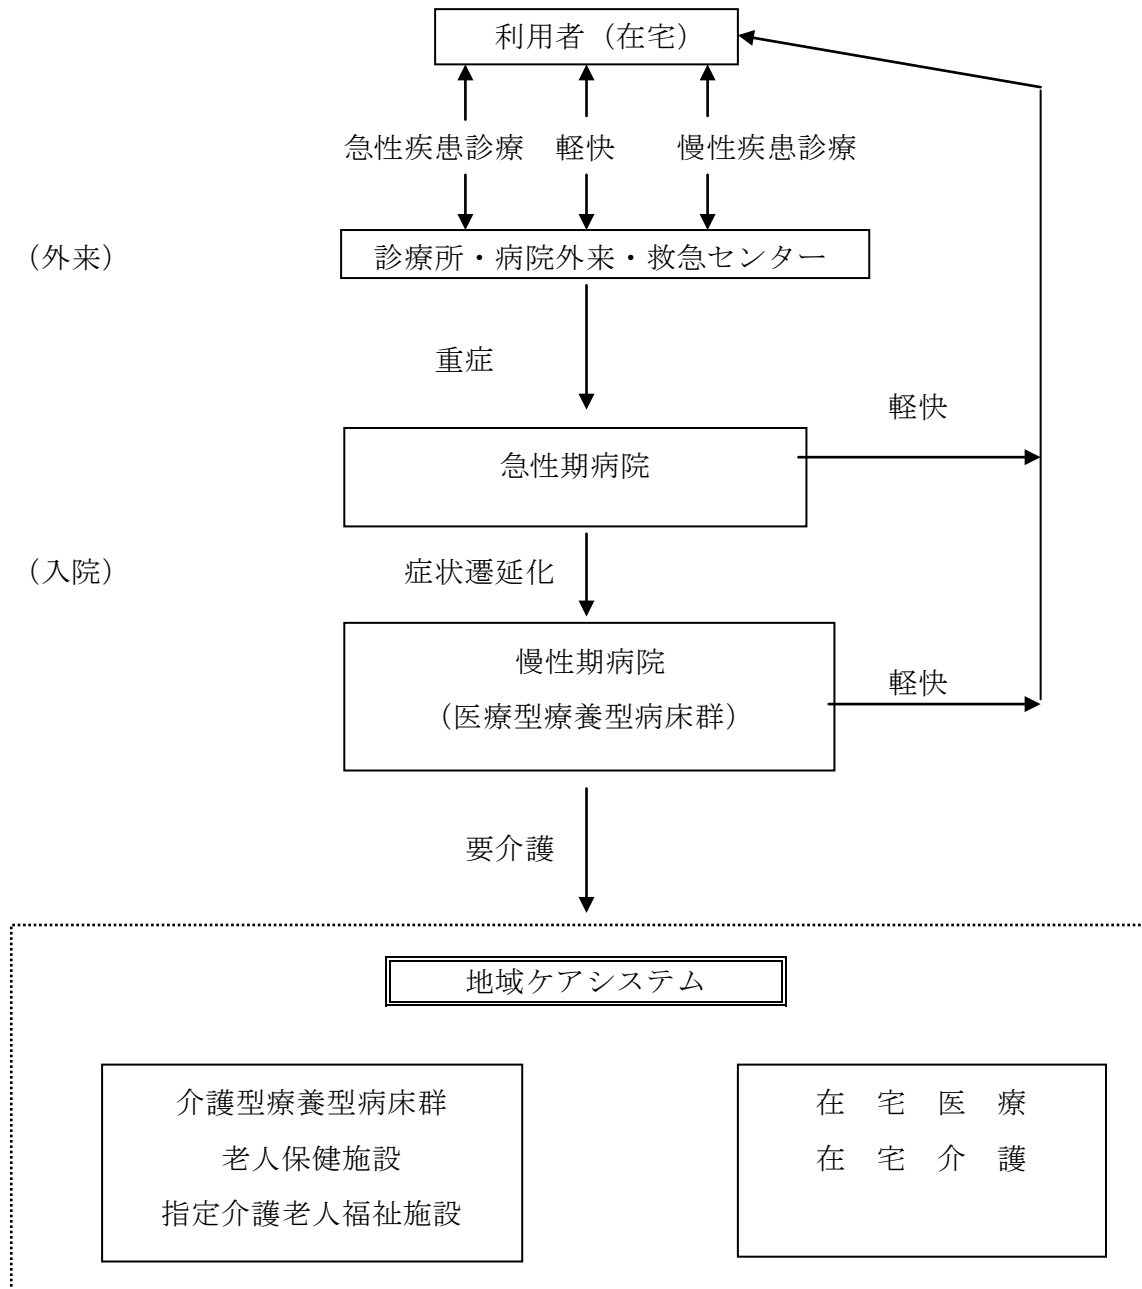 利用者（在宅）
急性疾患診療　軽快　慢性疾患診療
（外来）
診療所・病院外来・救急センター
重症
軽快
急性期病院
（入院）
症状遷延化
慢性期病院
（医療型療養型病床群）
軽快
要介護
地域ケアシステム
介護型療養型病床群
老人保健施設
指定介護老人福祉施設
在　宅　医　療
在　宅　介　護